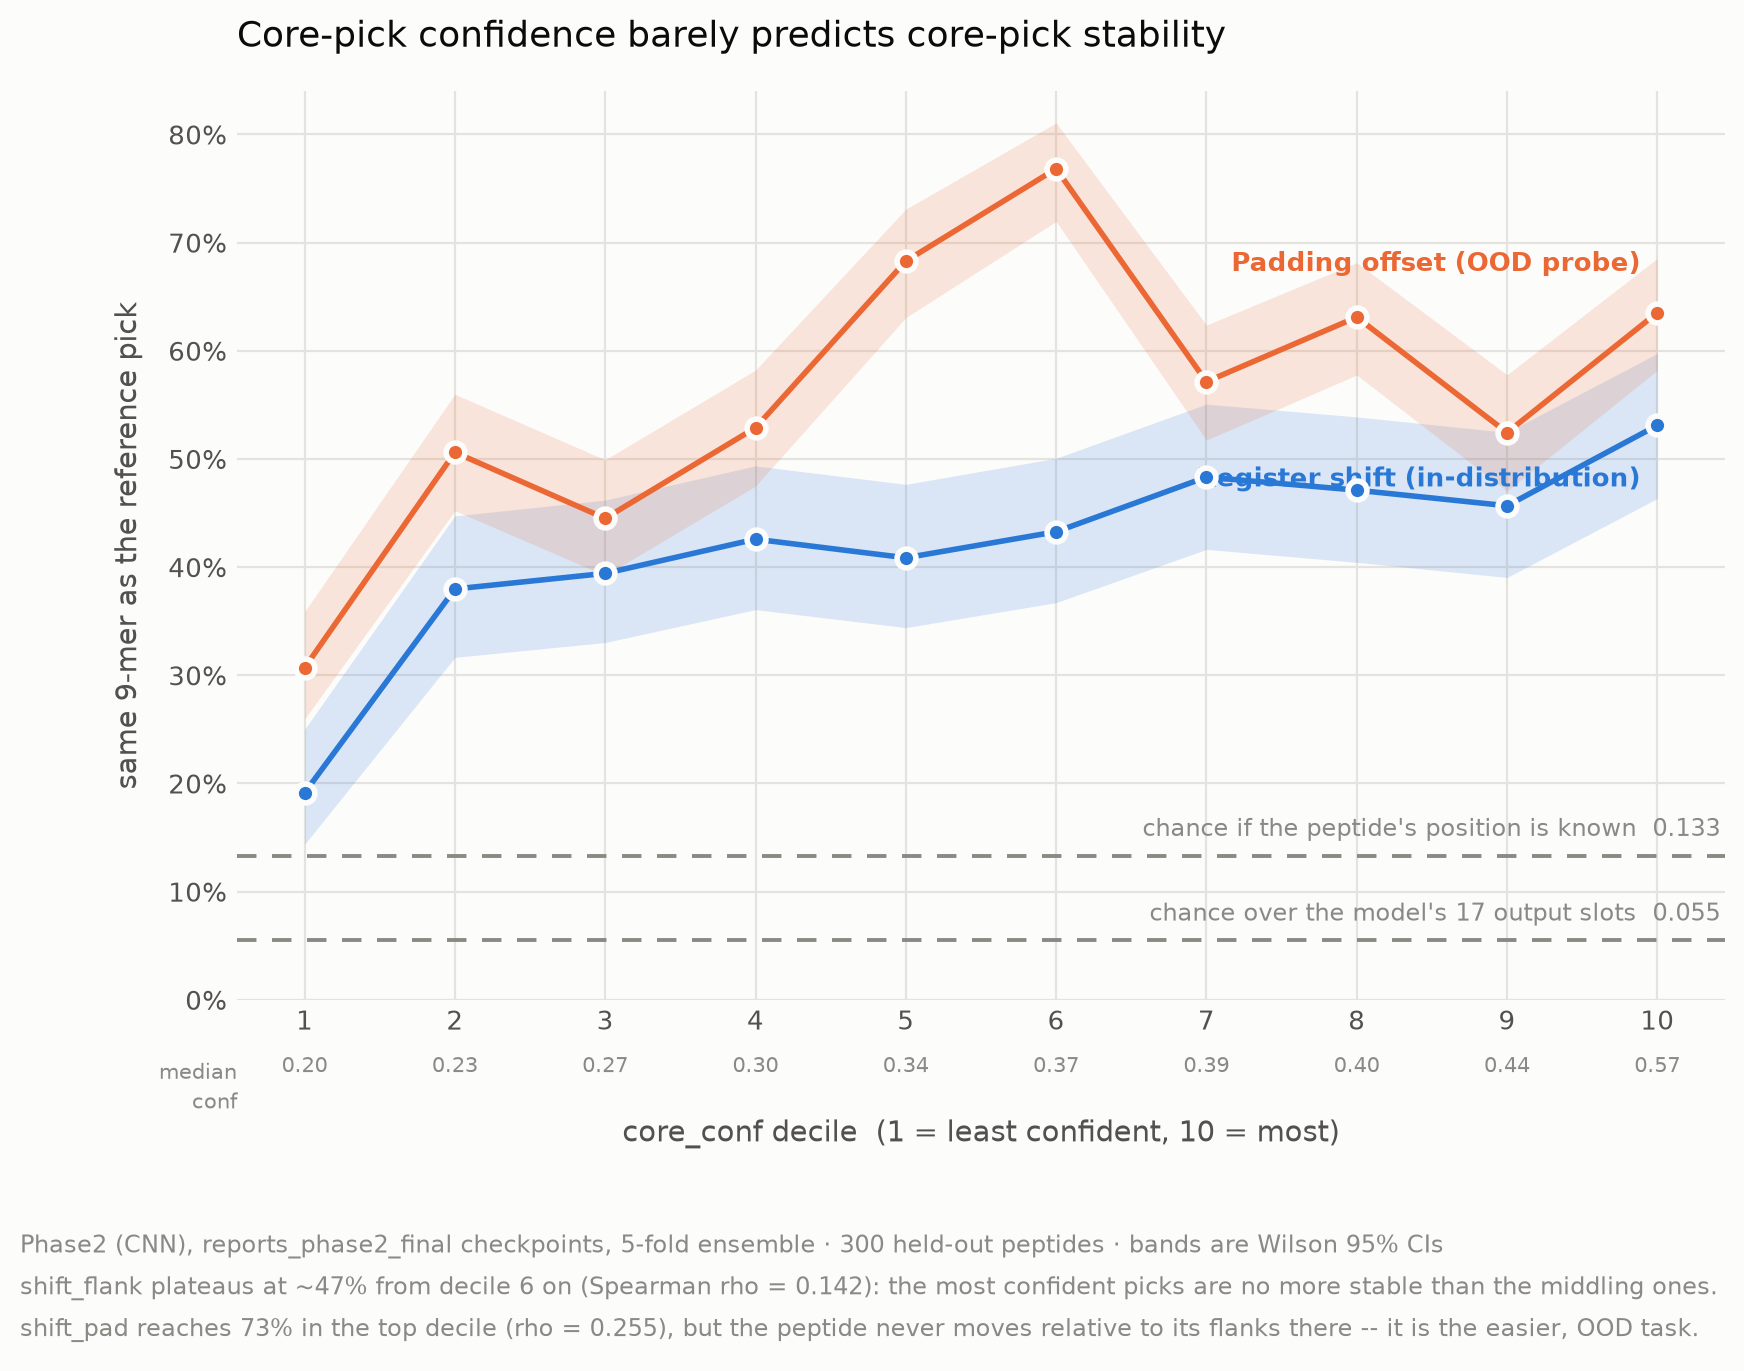 Core-pick confidence barely predicts core-pick stability
80%
70%
60%
50%
40%
30%
20%
10%
0%
same 9-mer as the reference pick
Padding offset (OOD probe)
egister shift (in-distribution)
chance if the peptide's position is known 0.133
chance over the model's 17 output slots 0.055
1 2 3 4 5 6 7 8 9 10
median conf 0.20 0.23 0.27 0.30 0.34 0.37 0.39 0.40 0.44 0.57
core_conf decile (1 = least confident, 10 = most)
Phase2 (CNN), reports_phase2_final checkpoints, 5-fold ensemble · 300 held-out peptides · bands are Wilson 95% CIs
shift_flank plateaus at ~47% from decile 6 on (Spearman rho = 0.142): the most confident picks are no more stable than the middling ones.
shift_pad reaches 73% in the top decile (rho = 0.255), but the peptide never moves relative to its flanks there -- it is the easier, OOD task.